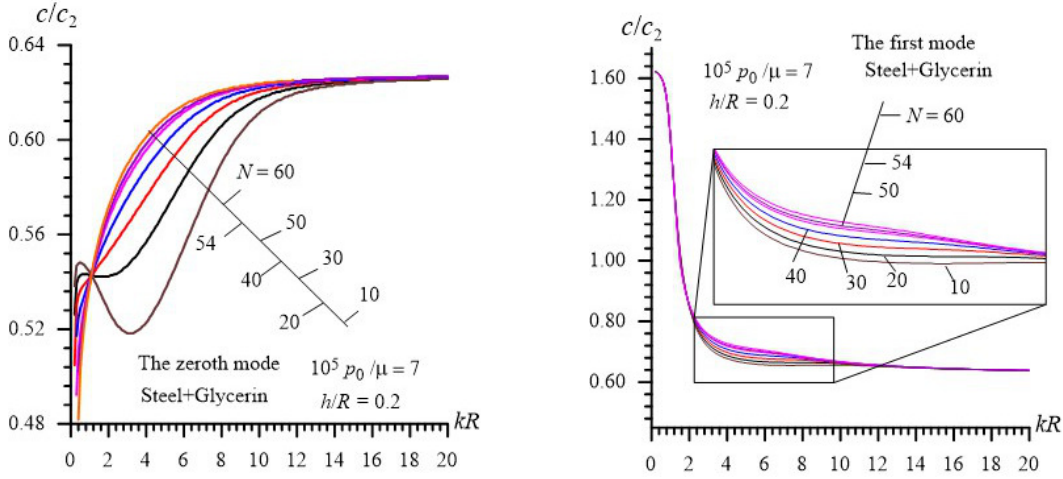 c/c₂
0.64
0.60
0.56
0.52
0.48
N = 60
54
50
40
30
20
10
The zeroth mode
Steel+Glycerin
10⁵ p₀ /μ = 7
h/R = 0.2
kR
0 2 4 6 8 10 12 14 16 18 20
c/c₂
1.60
1.40
1.20
1.00
0.80
0.60
The first mode
Steel+Glycerin
10⁵ p₀ /μ = 7
h/R = 0.2
N = 60
54
50
40
30
20
10
kR
0 2 4 6 8 10 12 14 16 18 20